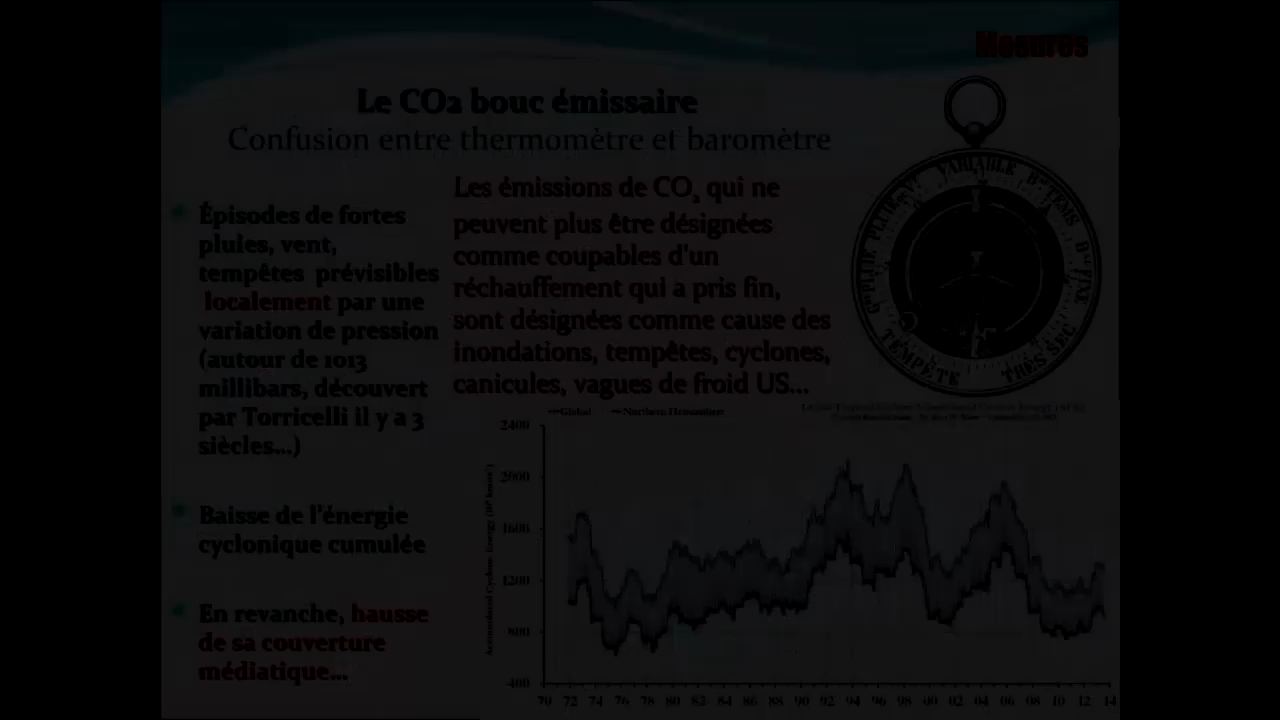 Mesures
Le CO2 bouc émissaire
Confusion entre thermomètre et baromètre
Épisodes de fortes
pluies, vent,
tempêtes prévisibles
localement par une
variation de pression
(autour de 1013
millibars, découvert
par Torricelli il y a 3
siècles...)
Baisse de l'énergie
cyclonique cumulée
En revanche, hausse
de sa couverture
médiatique...
Les émissions de CO2 qui ne
peuvent plus être désignées
comme coupables d'un
réchauffement qui a pris fin,
sont désignées comme cause des
inondations, tempêtes, cyclones,
canicules, vagues de froid US...
VARIABLE
TEMPÊTE
TRÉS SEC
Global Northern Hemisphere
2400
2000
1600
1200
800
400
70 72 74 76 78 80 82 84 86 88 90 92 94 96 98 00 02 04 06 08 10 12 14